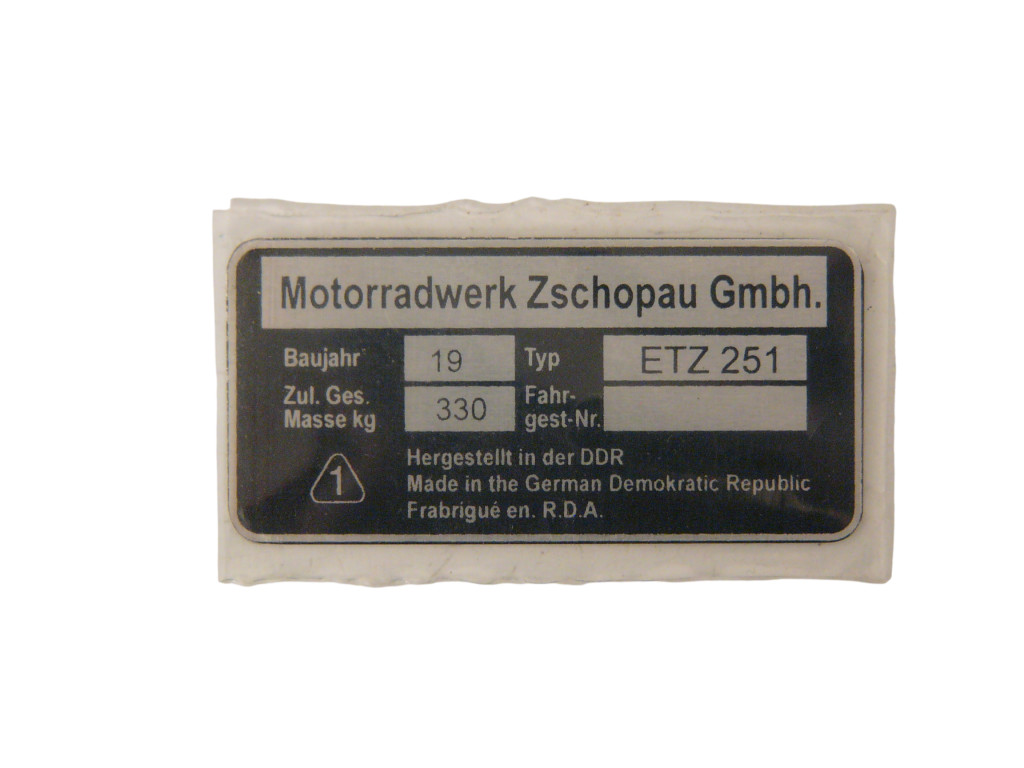 Motorradwerk Zschopau Gmbh.
Baujahr 19 Typ ETZ 251
Zul. Ges. Masse kg 330 Fahr-gest-Nr.
1
Hergestellt in der DDR
Made in the German Demokratic Republic
Frabrigué en. R.D.A.